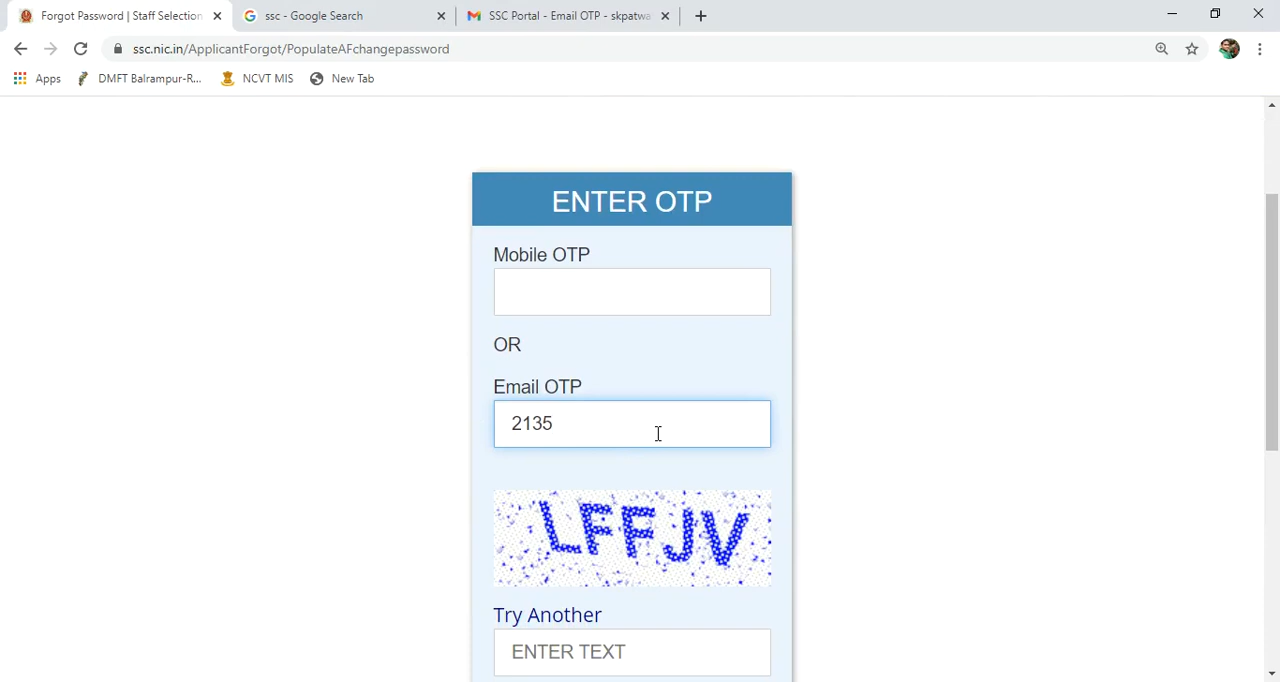 Forgot Password | Staff Selection
ssc - Google Search
SSC Portal - Email OTP - skpatwa
ssc.nic.in/ApplicantForgot/PopulateAFchangepassword
Apps
DMFT Balrampur-R...
NCVT MIS
New Tab
ENTER OTP
Mobile OTP
OR
Email OTP
2135
LFFJV
Try Another
ENTER TEXT